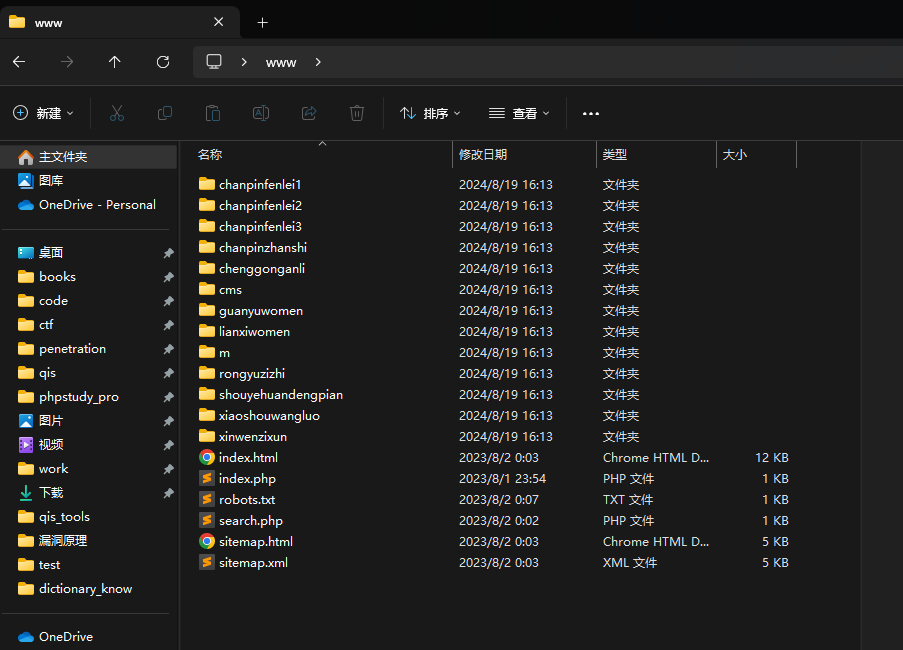 www
www
新建
排序
查看
名称 修改日期 类型 大小
主文件夹
图库
OneDrive - Personal
桌面
books
code
ctf
penetration
qis
phpstudy_pro
图片
视频
work
下载
qis_tools
漏洞原理
test
dictionary_know
OneDrive
chanpinfenlei1 2024/8/19 16:13 文件夹
chanpinfenlei2 2024/8/19 16:13 文件夹
chanpinfenlei3 2024/8/19 16:13 文件夹
chanpinzhanshi 2024/8/19 16:13 文件夹
chenggonganli 2024/8/19 16:13 文件夹
cms 2024/8/19 16:13 文件夹
guanyuwomen 2024/8/19 16:13 文件夹
lianxiwomen 2024/8/19 16:13 文件夹
m 2024/8/19 16:13 文件夹
rongyuzizhi 2024/8/19 16:13 文件夹
shouyehuandengpian 2024/8/19 16:13 文件夹
xiaoshouwangluo 2024/8/19 16:13 文件夹
xinwenzixun 2024/8/19 16:13 文件夹
index.html 2023/8/2 0:03 Chrome HTML D... 12 KB
index.php 2023/8/1 23:54 PHP 文件 1 KB
robots.txt 2023/8/2 0:07 TXT 文件 1 KB
search.php 2023/8/2 0:02 PHP 文件 1 KB
sitemap.html 2023/8/2 0:03 Chrome HTML D... 5 KB
sitemap.xml 2023/8/2 0:03 XML 文件 5 KB